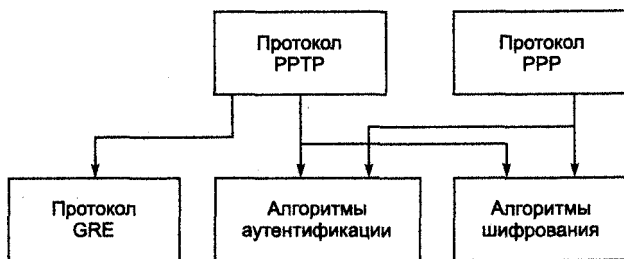 Протокол
PPTP
Протокол
PPP
Протокол
GRE
Алгоритмы
аутентификации
Алгоритмы
шифрования